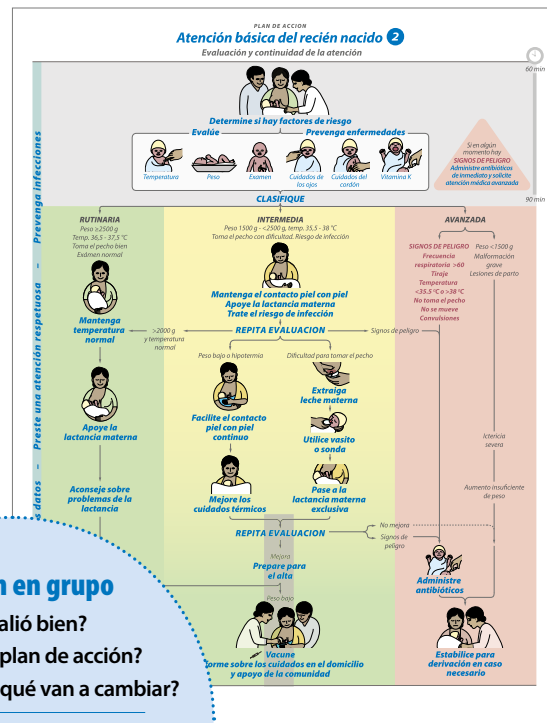 PLAN DE ACCION
Atención básica del recién nacido 2
Evaluación y continuidad de la atención
60 min
Determine si hay factores de riesgo
Evalúe
Prevenga enfermedades
Temperatura
Peso
Examen
Cuidados de
los ojos
Cuidados del
cordón
Vitamina K
Si en algún
momento hay
SIGNOS DE PELIGRO
Administre antibióticos
de inmediato y solicite
atención médica avanzada
CLASIFIQUE
90 min
datos – Preste una atención respetuosa – Prevenga infecciones
RUTINARIA
Peso ≥2500 g
Temp. 36,5 - 37,5 °C
Toma el pecho bien
Exámen normal
INTERMEDIA
Peso 1500 g - <2500 g, temp. 35,5 - 38 °C
Toma el pecho con dificultad. Riesgo de infección
AVANZADA
SIGNOS DE PELIGRO
Frecuencia
respiratoria >60
Tiraje
Temperatura
<35.5 °C o >38 °C
No toma el pecho
No se mueve
Convulsiones
Peso <1500 g
Malformación
grave
Lesiones de parto
Mantenga el contacto piel con piel
Apoye la lactancia materna
Trate el riesgo de infección
Mantenga
temperatura
normal
>2000 g
y temperatura
normal
REPITA EVALUACION
Signos de peligro
Peso bajo o hipotermia
Dificultad para tomar el pecho
Extraiga
leche materna
Facilite el contacto
piel con piel
continuo
Apoye la
lactancia materna
Utilice vasito
o sonda
Ictericia
severa
Aconseje sobre
problemas de la
lactancia
Mejore los
cuidados térmicos
Pase a la
lactancia materna
exclusiva
Aumento insuficiente
de peso
REPITA EVALUACION
No mejora
Signos de
peligro
Mejora
Prepare para
el alta
Peso bajo
Administre
antibióticos
Vacune
orme sobre los cuidados en el domicilio
y apoyo de la comunidad
Estabilice para
derivación en caso
necesario
n en grupo
alió bien?
plan de acción?
qué van a cambiar?